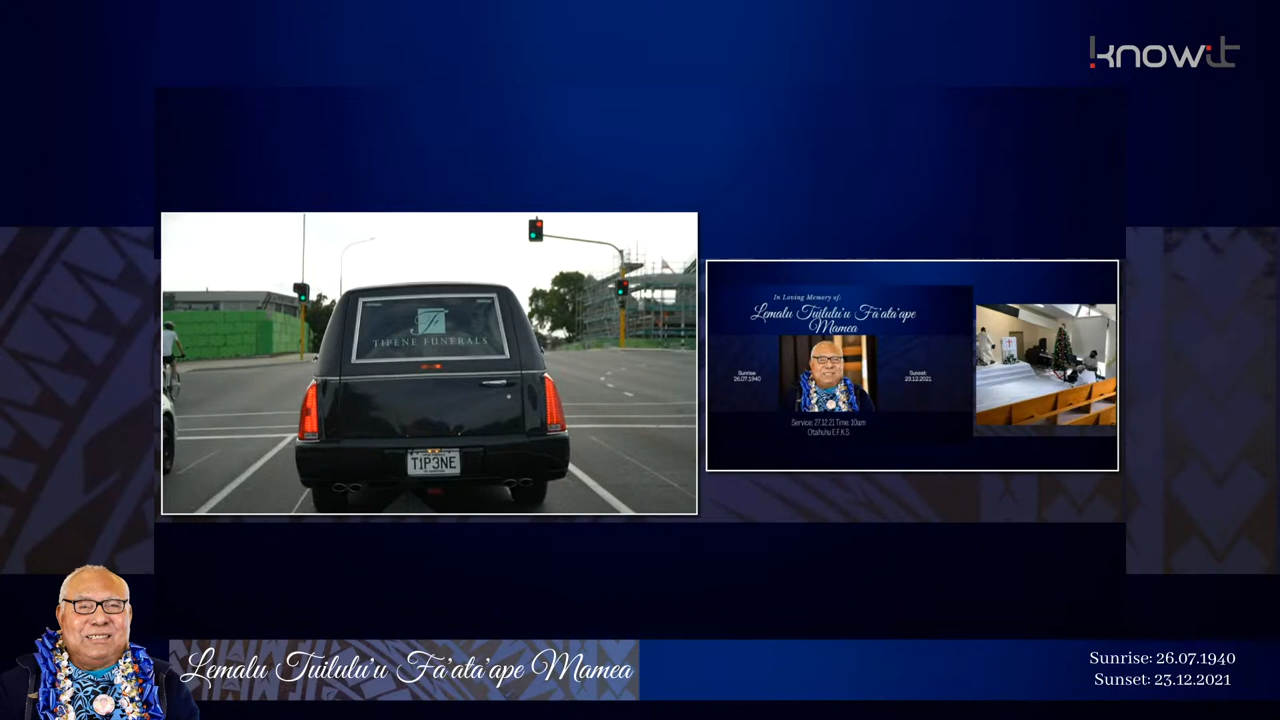 knowit
TIPENE FUNERALS
T1P3NE
In Loving Memory of:
Lemalu Tuilulu'u Fa'ata'ape
Mamea
Sunrise:
26.07.1940
Sunset:
23.12.2021
Service: 27.12.21 Time: 10am
Otahuhu E.F.K.S
Lemalu Tuilulu'u Fa'ata'ape Mamea
Sunrise: 26.07.1940
Sunset: 23.12.2021